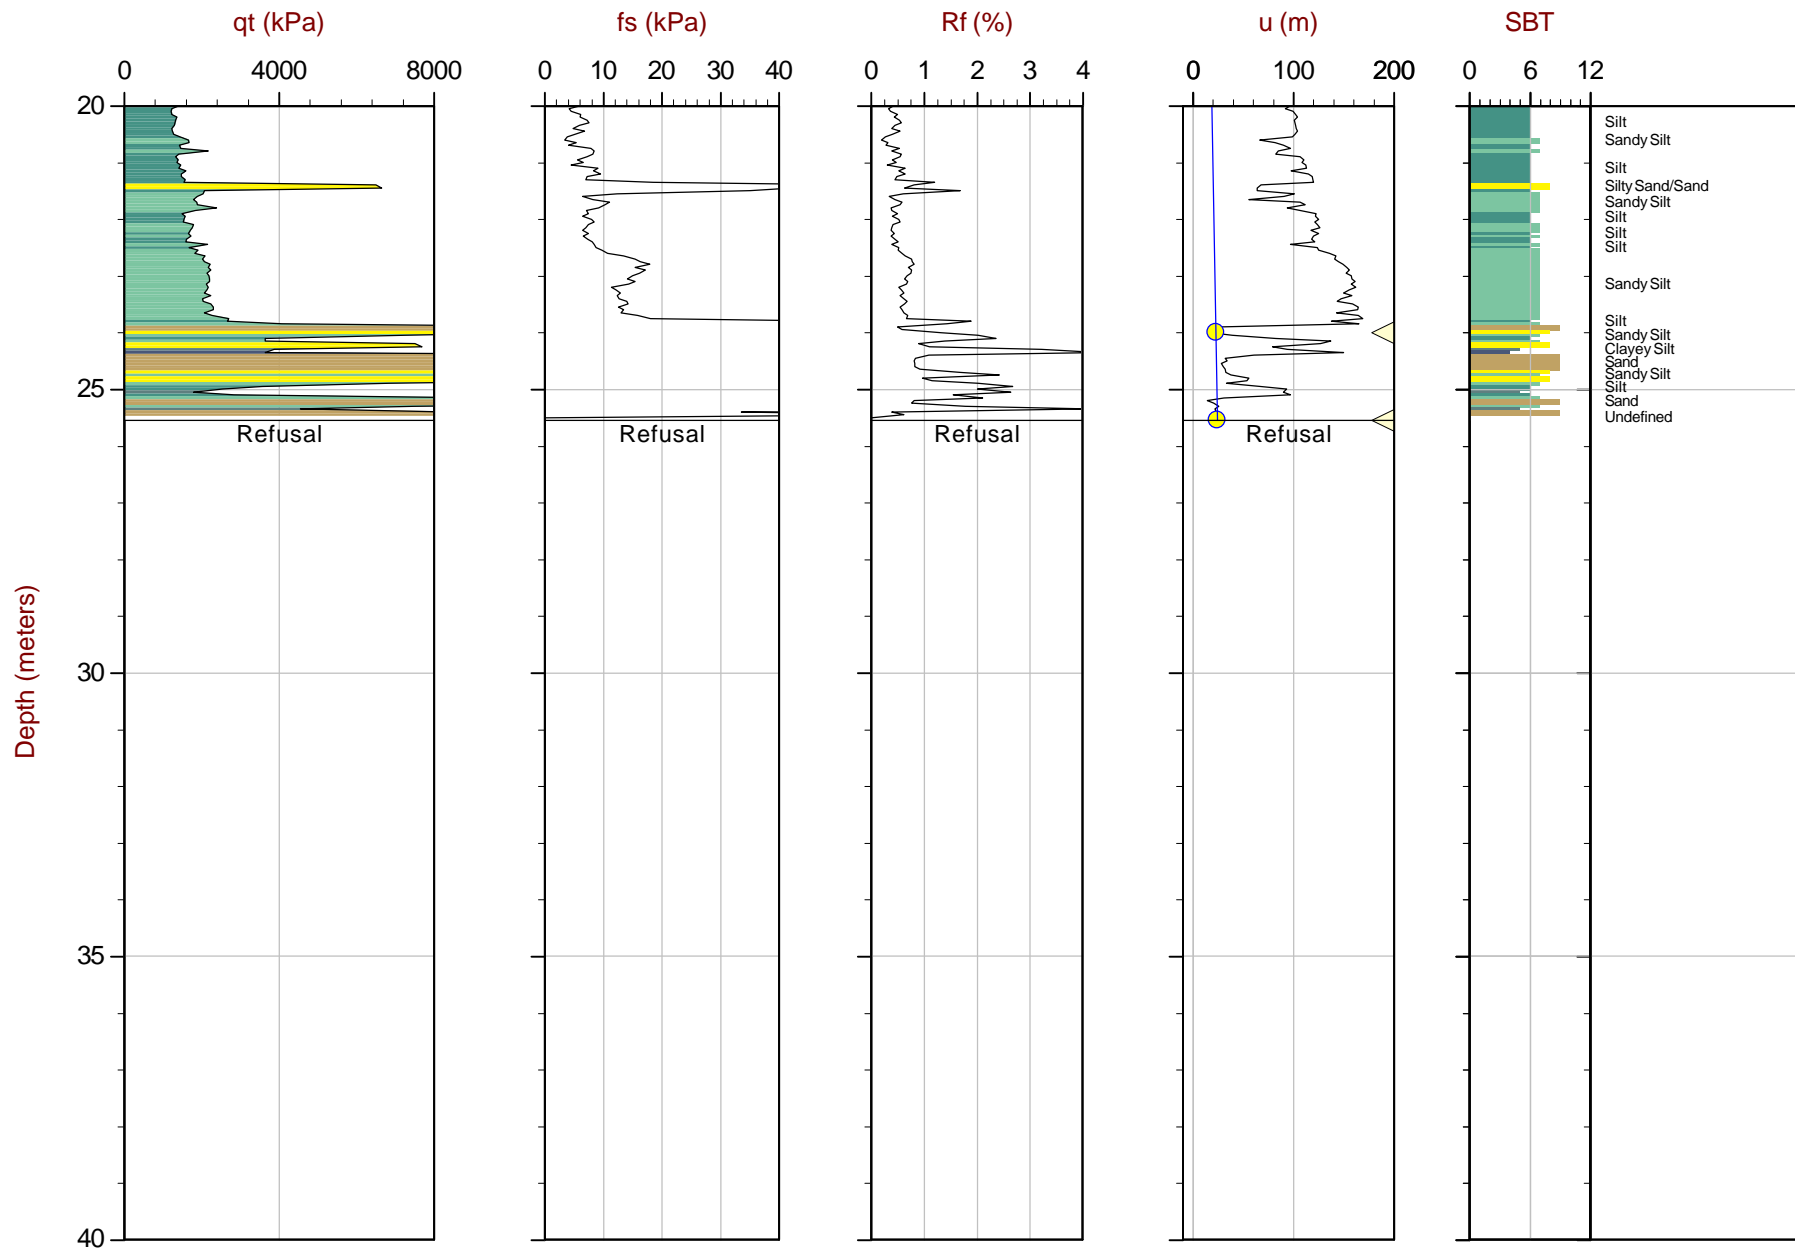 qt (kPa) fs (kPa) Rf (%) u (m) SBT
0 4000 8000 0 10 20 30 40 0 1 2 3 4 0 100 200 0 6 12
20
Silt
Sandy Silt
Silt
Silty Sand/Sand
Sandy Silt
Silt
Silt
Silt
Sandy Silt
Silt
Sandy Silt
Clayey Silt
Sand
Sandy Silt
25
Silt
Sand
Undefined
Refusal Refusal Refusal Refusal
30
Depth (meters)
35
40